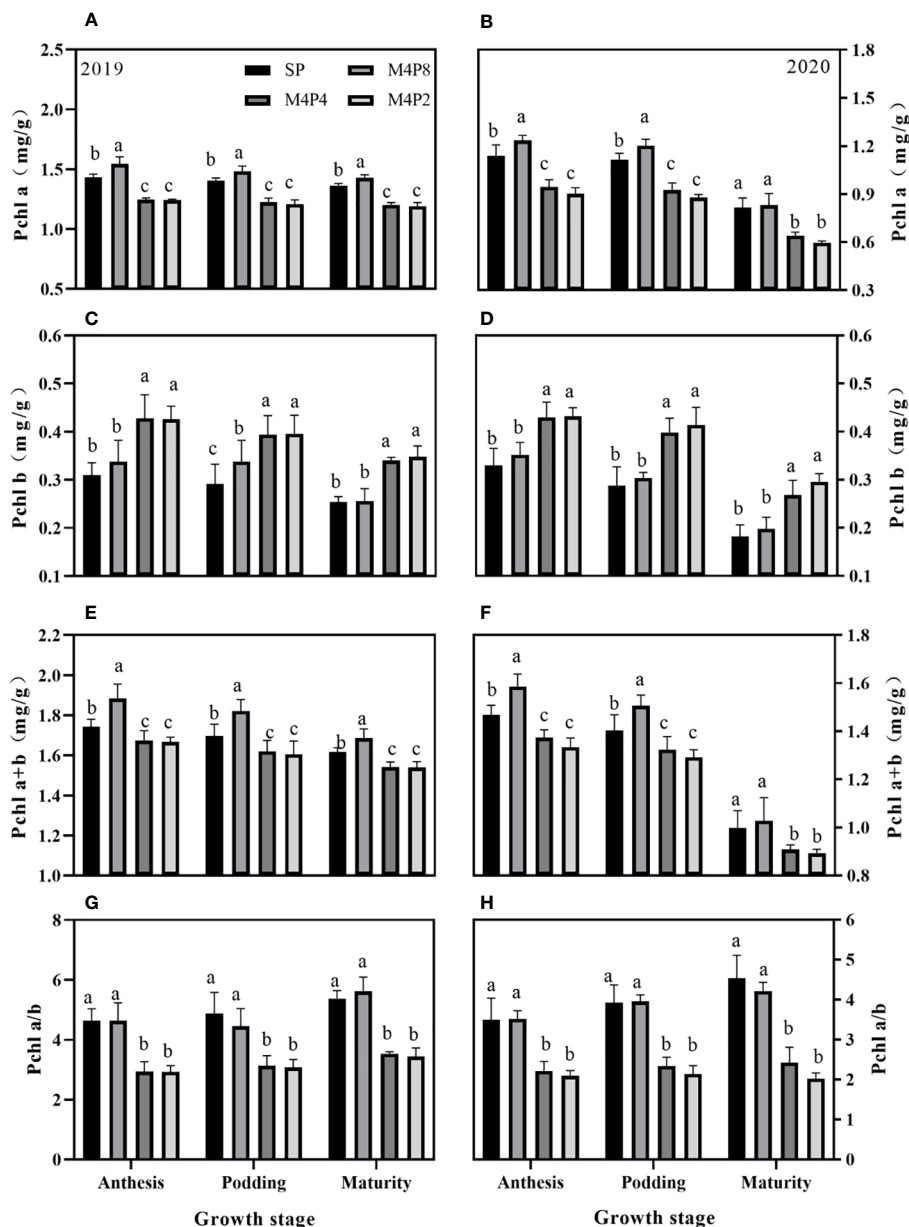 A
B
2019
SP
M4P8
M4P4
M4P2
2020
Pchl a (mg/g)
2.5
2.0
1.5
1.0
0.5
b a c c
b a c c
b a c c
b a c c
b a c c
a a b b
1.8
1.5
1.2
0.9
0.6
0.3
Pchl a (mg/g)
C
D
Pchl b (mg/g)
0.6
0.5
0.4
0.3
0.2
0.1
b b a a
c b a a
b b a a
b b a a
b b a a
b b a a
0.6
0.5
0.4
0.3
0.2
0.1
Pchl b (mg/g)
E
F
Pchl a+b (mg/g)
2.2
2.0
1.8
1.6
1.4
1.2
1.0
b a c c
b a c c
b a c c
b a c c
b a c c
a a b b
1.8
1.6
1.4
1.2
1.0
0.8
Pchl a+b (mg/g)
G
H
Pchl a/b
8
6
4
2
0
a a b b
a a b b
a a b b
a a b b
a a b b
a a b b
6
5
4
3
2
1
0
Pchl a/b
Anthesis Podding Maturity
Anthesis Podding Maturity
Growth stage
Growth stage